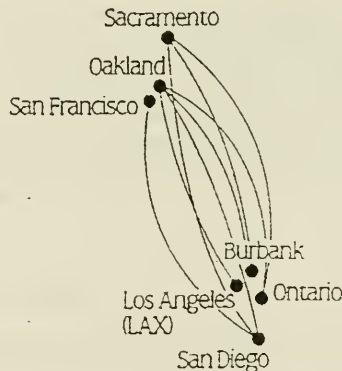 Sacramento
Oakland
San Francisco
Burbank
Los Angeles
(LAX)
Ontario
San Diego